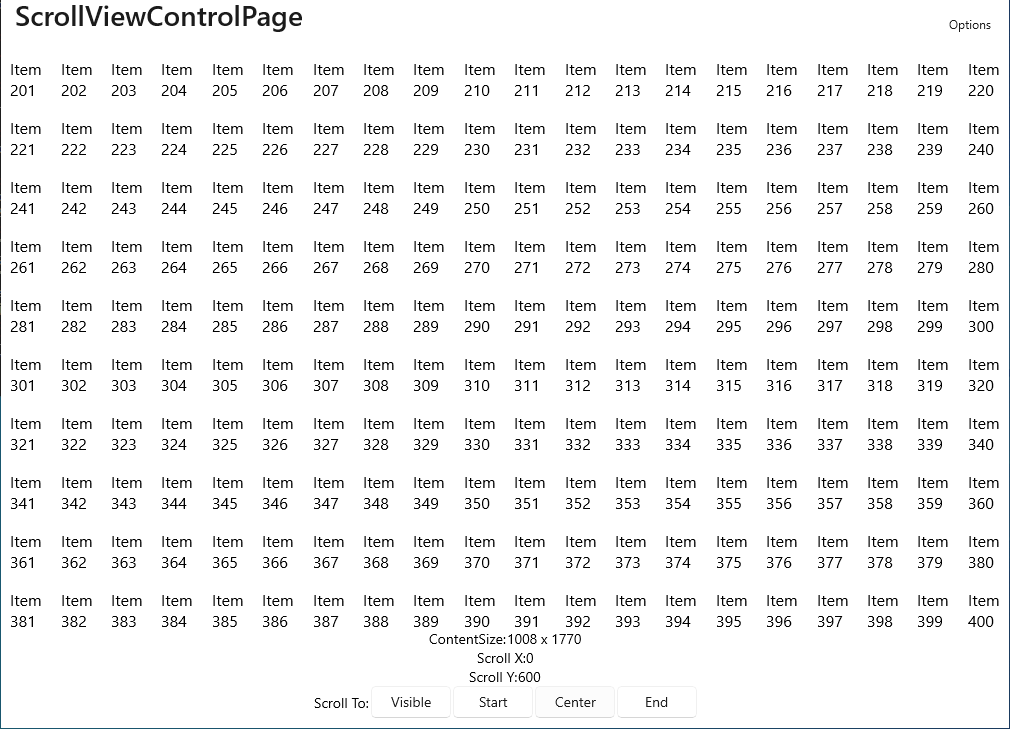 ScrollViewControlPage
Options
Item Item Item Item Item Item Item Item Item Item Item Item Item Item Item Item Item Item Item Item
201 202 203 204 205 206 207 208 209 210 211 212 213 214 215 216 217 218 219 220
Item Item Item Item Item Item Item Item Item Item Item Item Item Item Item Item Item Item Item Item
221 222 223 224 225 226 227 228 229 230 231 232 233 234 235 236 237 238 239 240
Item Item Item Item Item Item Item Item Item Item Item Item Item Item Item Item Item Item Item Item
241 242 243 244 245 246 247 248 249 250 251 252 253 254 255 256 257 258 259 260
Item Item Item Item Item Item Item Item Item Item Item Item Item Item Item Item Item Item Item Item
261 262 263 264 265 266 267 268 269 270 271 272 273 274 275 276 277 278 279 280
Item Item Item Item Item Item Item Item Item Item Item Item Item Item Item Item Item Item Item Item
281 282 283 284 285 286 287 288 289 290 291 292 293 294 295 296 297 298 299 300
Item Item Item Item Item Item Item Item Item Item Item Item Item Item Item Item Item Item Item Item
301 302 303 304 305 306 307 308 309 310 311 312 313 314 315 316 317 318 319 320
Item Item Item Item Item Item Item Item Item Item Item Item Item Item Item Item Item Item Item Item
321 322 323 324 325 326 327 328 329 330 331 332 333 334 335 336 337 338 339 340
Item Item Item Item Item Item Item Item Item Item Item Item Item Item Item Item Item Item Item Item
341 342 343 344 345 346 347 348 349 350 351 352 353 354 355 356 357 358 359 360
Item Item Item Item Item Item Item Item Item Item Item Item Item Item Item Item Item Item Item Item
361 362 363 364 365 366 367 368 369 370 371 372 373 374 375 376 377 378 379 380
Item Item Item Item Item Item Item Item Item Item Item Item Item Item Item Item Item Item Item Item
381 382 383 384 385 386 387 388 389 390 391 392 393 394 395 396 397 398 399 400
ContentSize:1008 x 1770
Scroll X:0
Scroll Y:600
Scroll To: Visible Start Center End